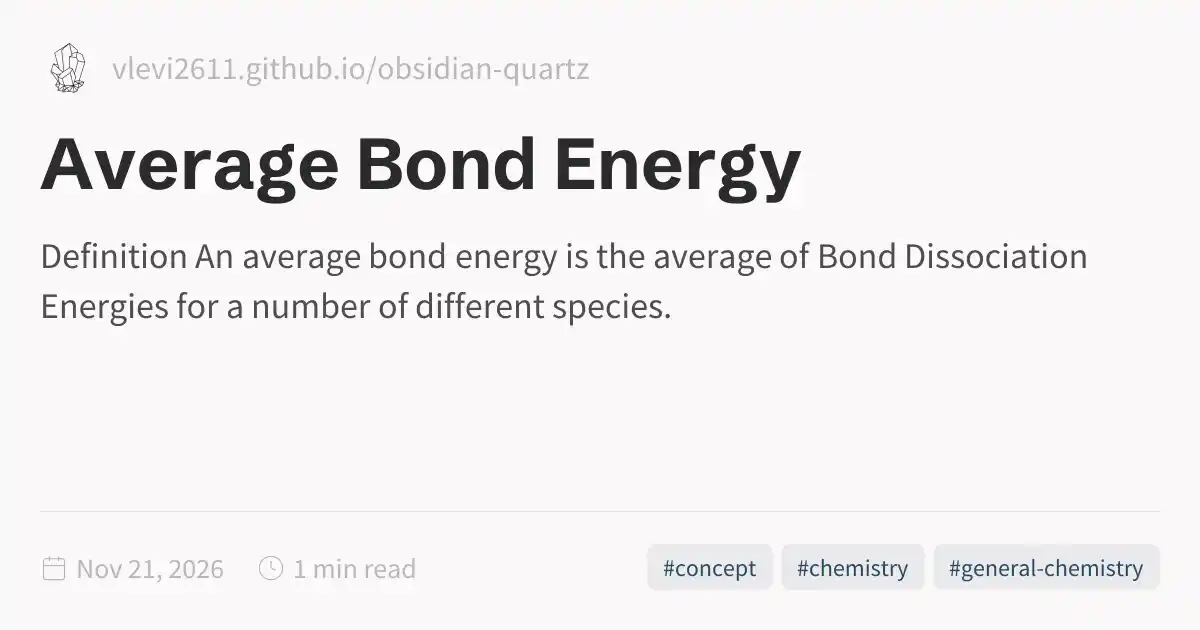 vlevi2611.github.io/obsidian-quartz
Average Bond Energy
Definition An average bond energy is the average of Bond Dissociation
Energies for a number of different species.
Nov 21, 2026 1 min read #concept #chemistry #general-chemistry